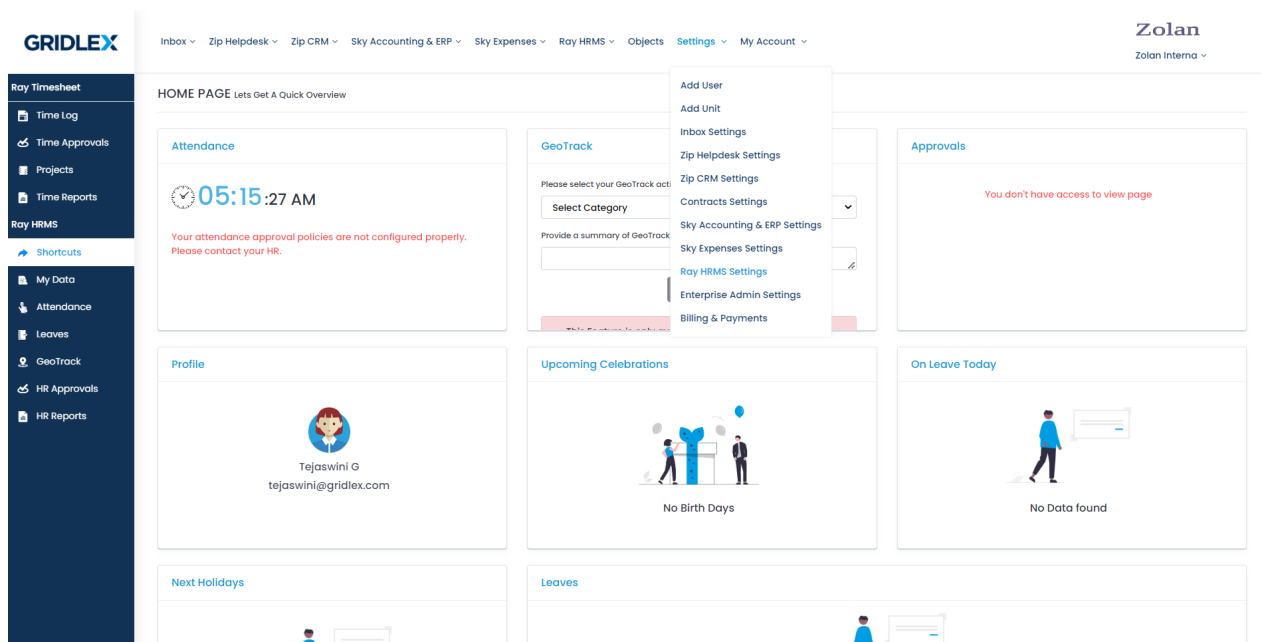 GRIDLEX
Inbox Zip Helpdesk Zip CRM Sky Accounting & ERP Sky Expenses Ray HRMS Objects Settings My Account
Zolan
Zolan Interna
Ray Timesheet
Time Log
Time Approvals
Projects
Time Reports
Ray HRMS
Shortcuts
My Data
Attendance
Leaves
GeoTrack
HR Approvals
HR Reports
HOME PAGE Lets Get A Quick Overview
Add User
Add Unit
Inbox Settings
Zip Helpdesk Settings
Zip CRM Settings
Contracts Settings
Sky Accounting & ERP Settings
Sky Expenses Settings
Ray HRMS Settings
Enterprise Admin Settings
Billing & Payments
Attendance
05:15:27 AM
Your attendance approval policies are not configured properly.
Please contact your HR.
GeoTrack
Please select your GeoTrack
Select Category
Provide a summary of GeoTrack
Approvals
You don't have access to view page
Profile
Tejaswini G
tejaswini@gridlex.com
Upcoming Celebrations
No Birth Days
On Leave Today
No Data found
Next Holidays
Leaves